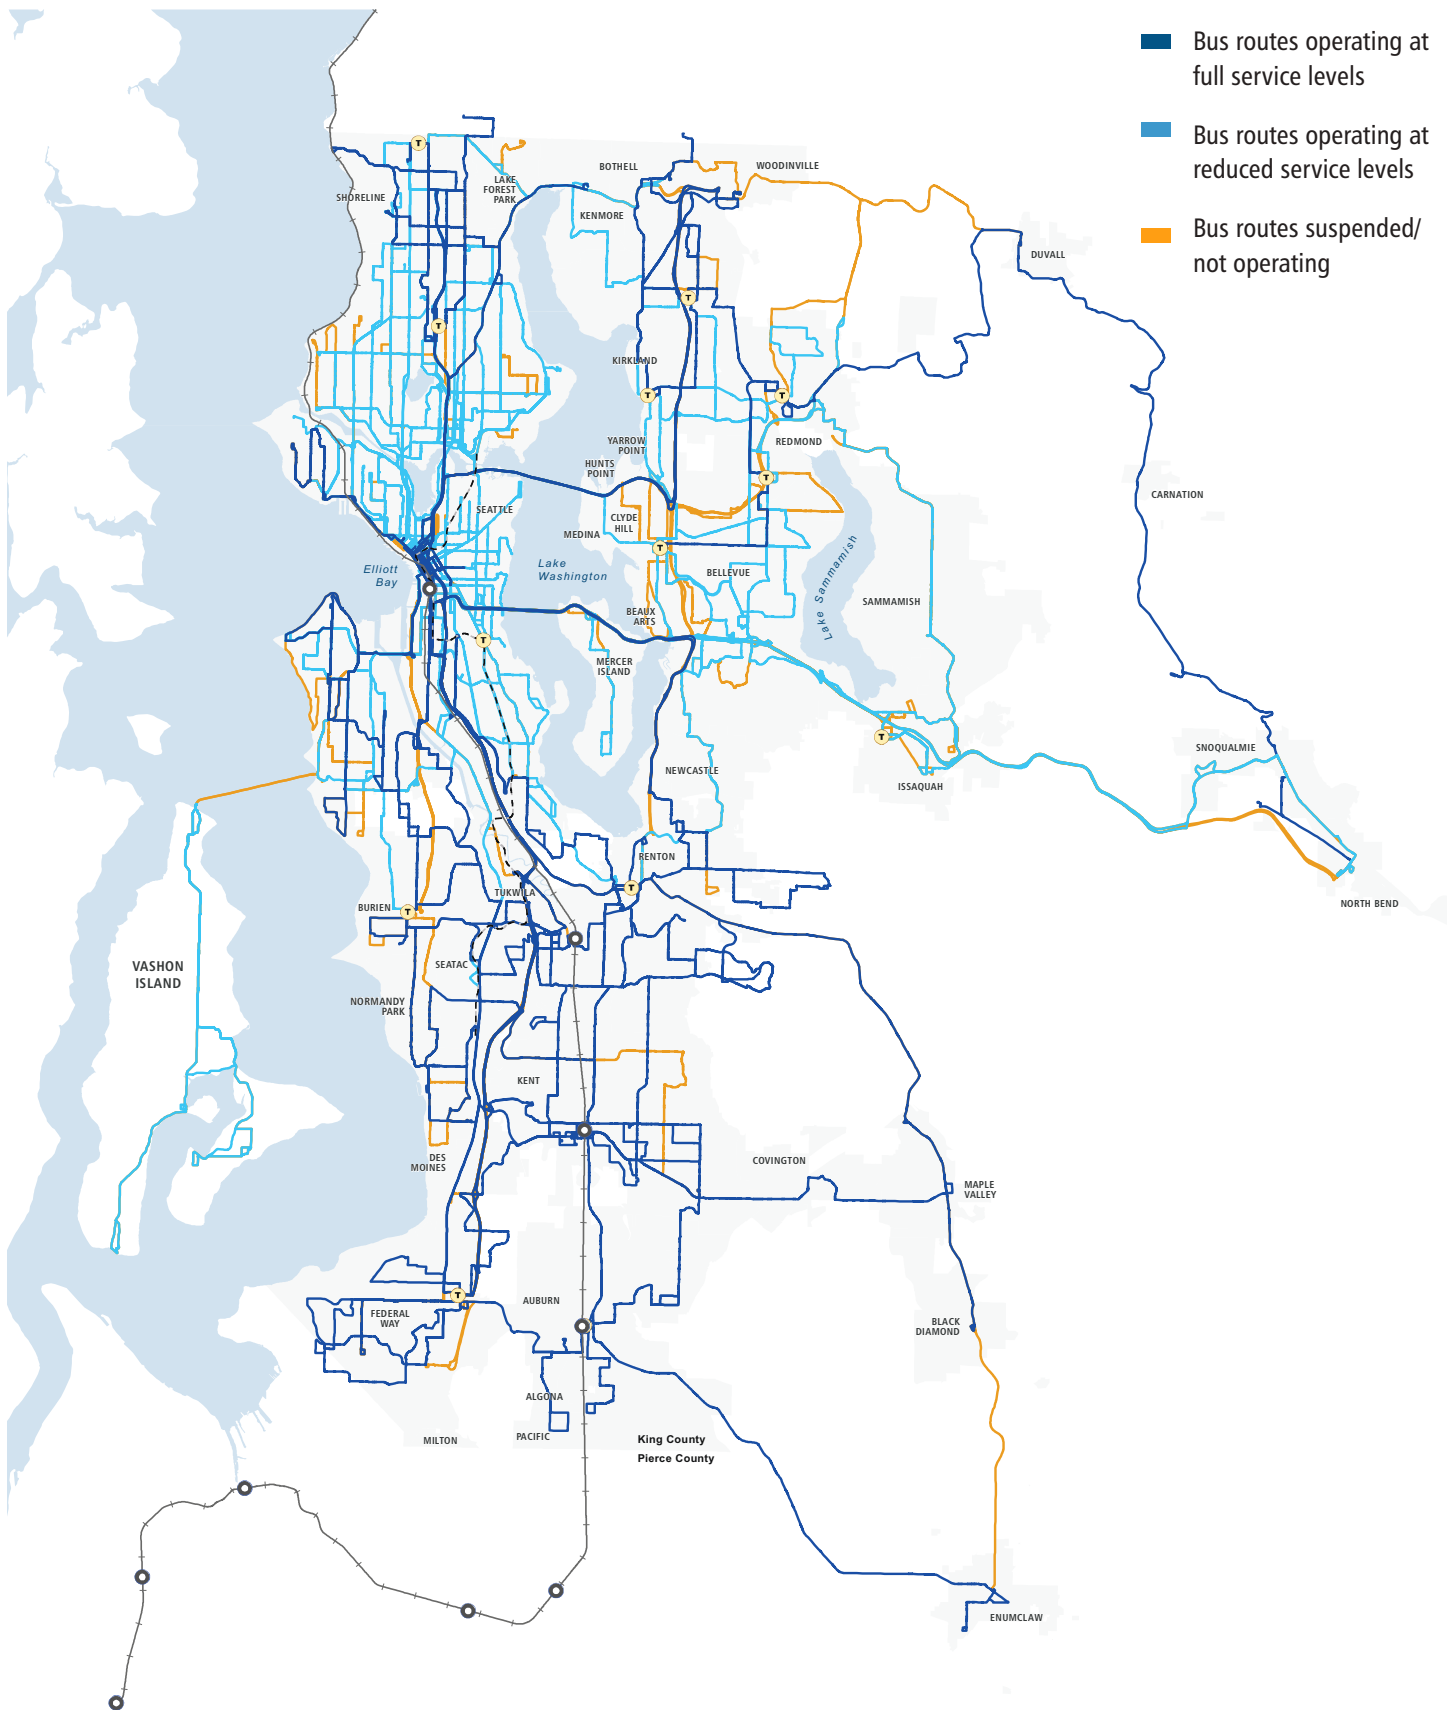 Bus routes operating at
full service levels
Bus routes operating at
reduced service levels
Bus routes suspended/
not operating
BOTHELL
WOODINVILLE
LAKE
FOREST
PARK
SHORELINE
KENMORE
DUVALL
KIRKLAND
YARROW
POINT
REDMOND
HUNTS
POINT
CARNATION
SEATTLE
CLYDE
HILL
MEDINA
Elliott
Bay
Lake
Washington
BELLEVUE
Lake Sammamish
SAMMAMISH
BEAUX
ARTS
MERCER
ISLAND
SNOQUALMIE
NEWCASTLE
ISSAQUAH
RENTON
TUKWILA
NORTH BEND
BURIEN
VASHON
ISLAND
SEATAC
NORMANDY
PARK
KENT
DES
MOINES
COVINGTON
MAPLE
VALLEY
AUBURN
FEDERAL
WAY
BLACK
DIAMOND
ALGONA
PACIFIC
MILTON
King County
Pierce County
ENUMCLAW
T
T
T
T
T
T
T
T
T
T
T
T